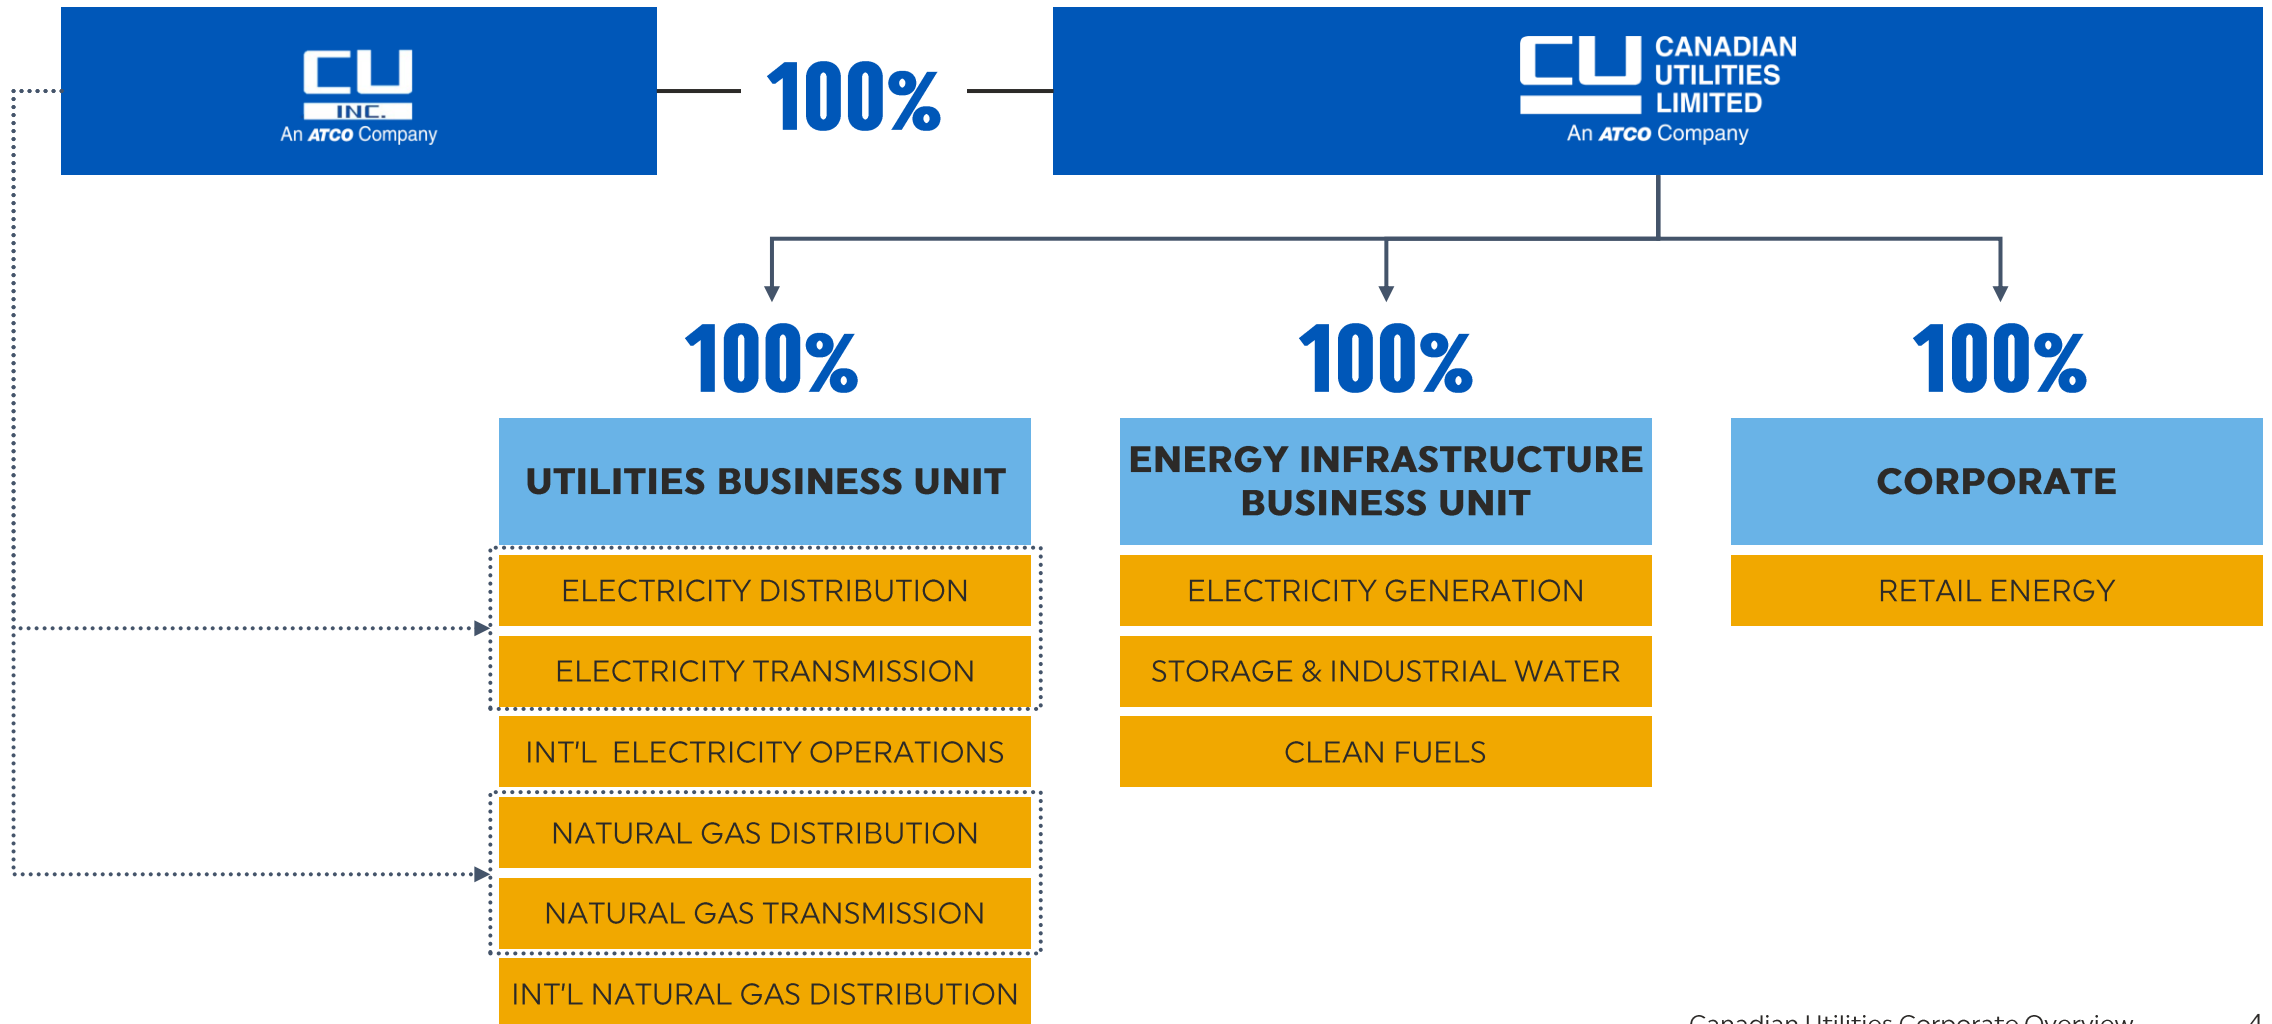 CU
INC.
An ATCO Company
100%
CU
CANADIAN
UTILITIES
LIMITED
An ATCO Company
100%
100%
100%
UTILITIES BUSINESS UNIT
ENERGY INFRASTRUCTURE
BUSINESS UNIT
CORPORATE
ELECTRICITY DISTRIBUTION
ELECTRICITY TRANSMISSION
INT'L ELECTRICITY OPERATIONS
NATURAL GAS DISTRIBUTION
NATURAL GAS TRANSMISSION
INT'L NATURAL GAS DISTRIBUTION
ELECTRICITY GENERATION
STORAGE & INDUSTRIAL WATER
CLEAN FUELS
RETAIL ENERGY
Canadian Utilities Corporate Overview
4